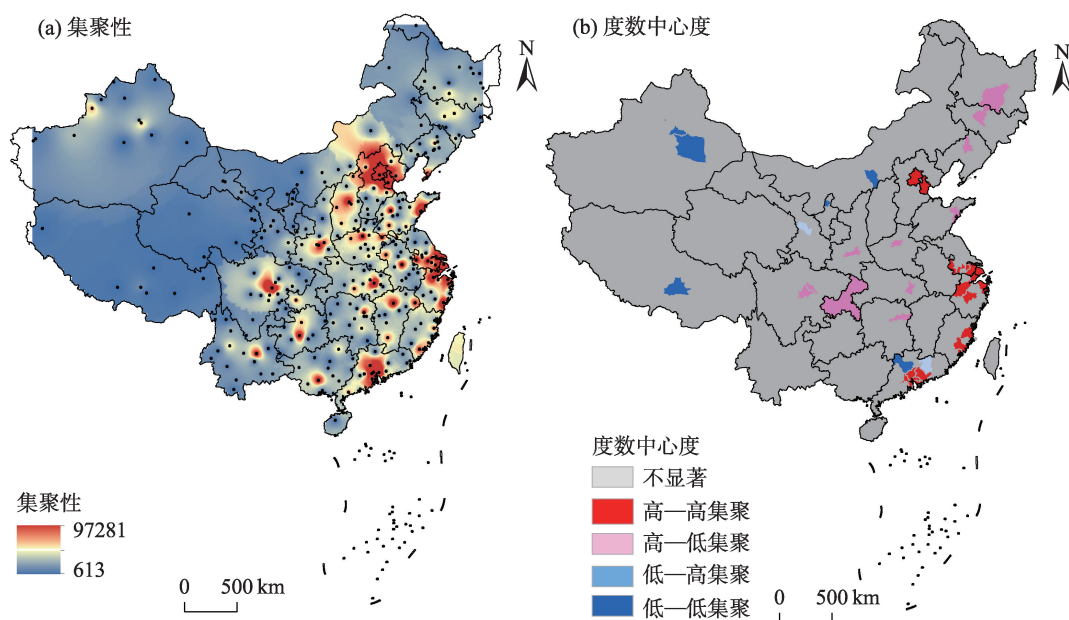 (a) 集聚性
N
集聚性
97281
613
0 500 km
(b) 度数中心度
N
度数中心度
不显著
高—高集聚
高—低集聚
低—高集聚
低—低集聚
0 500 km